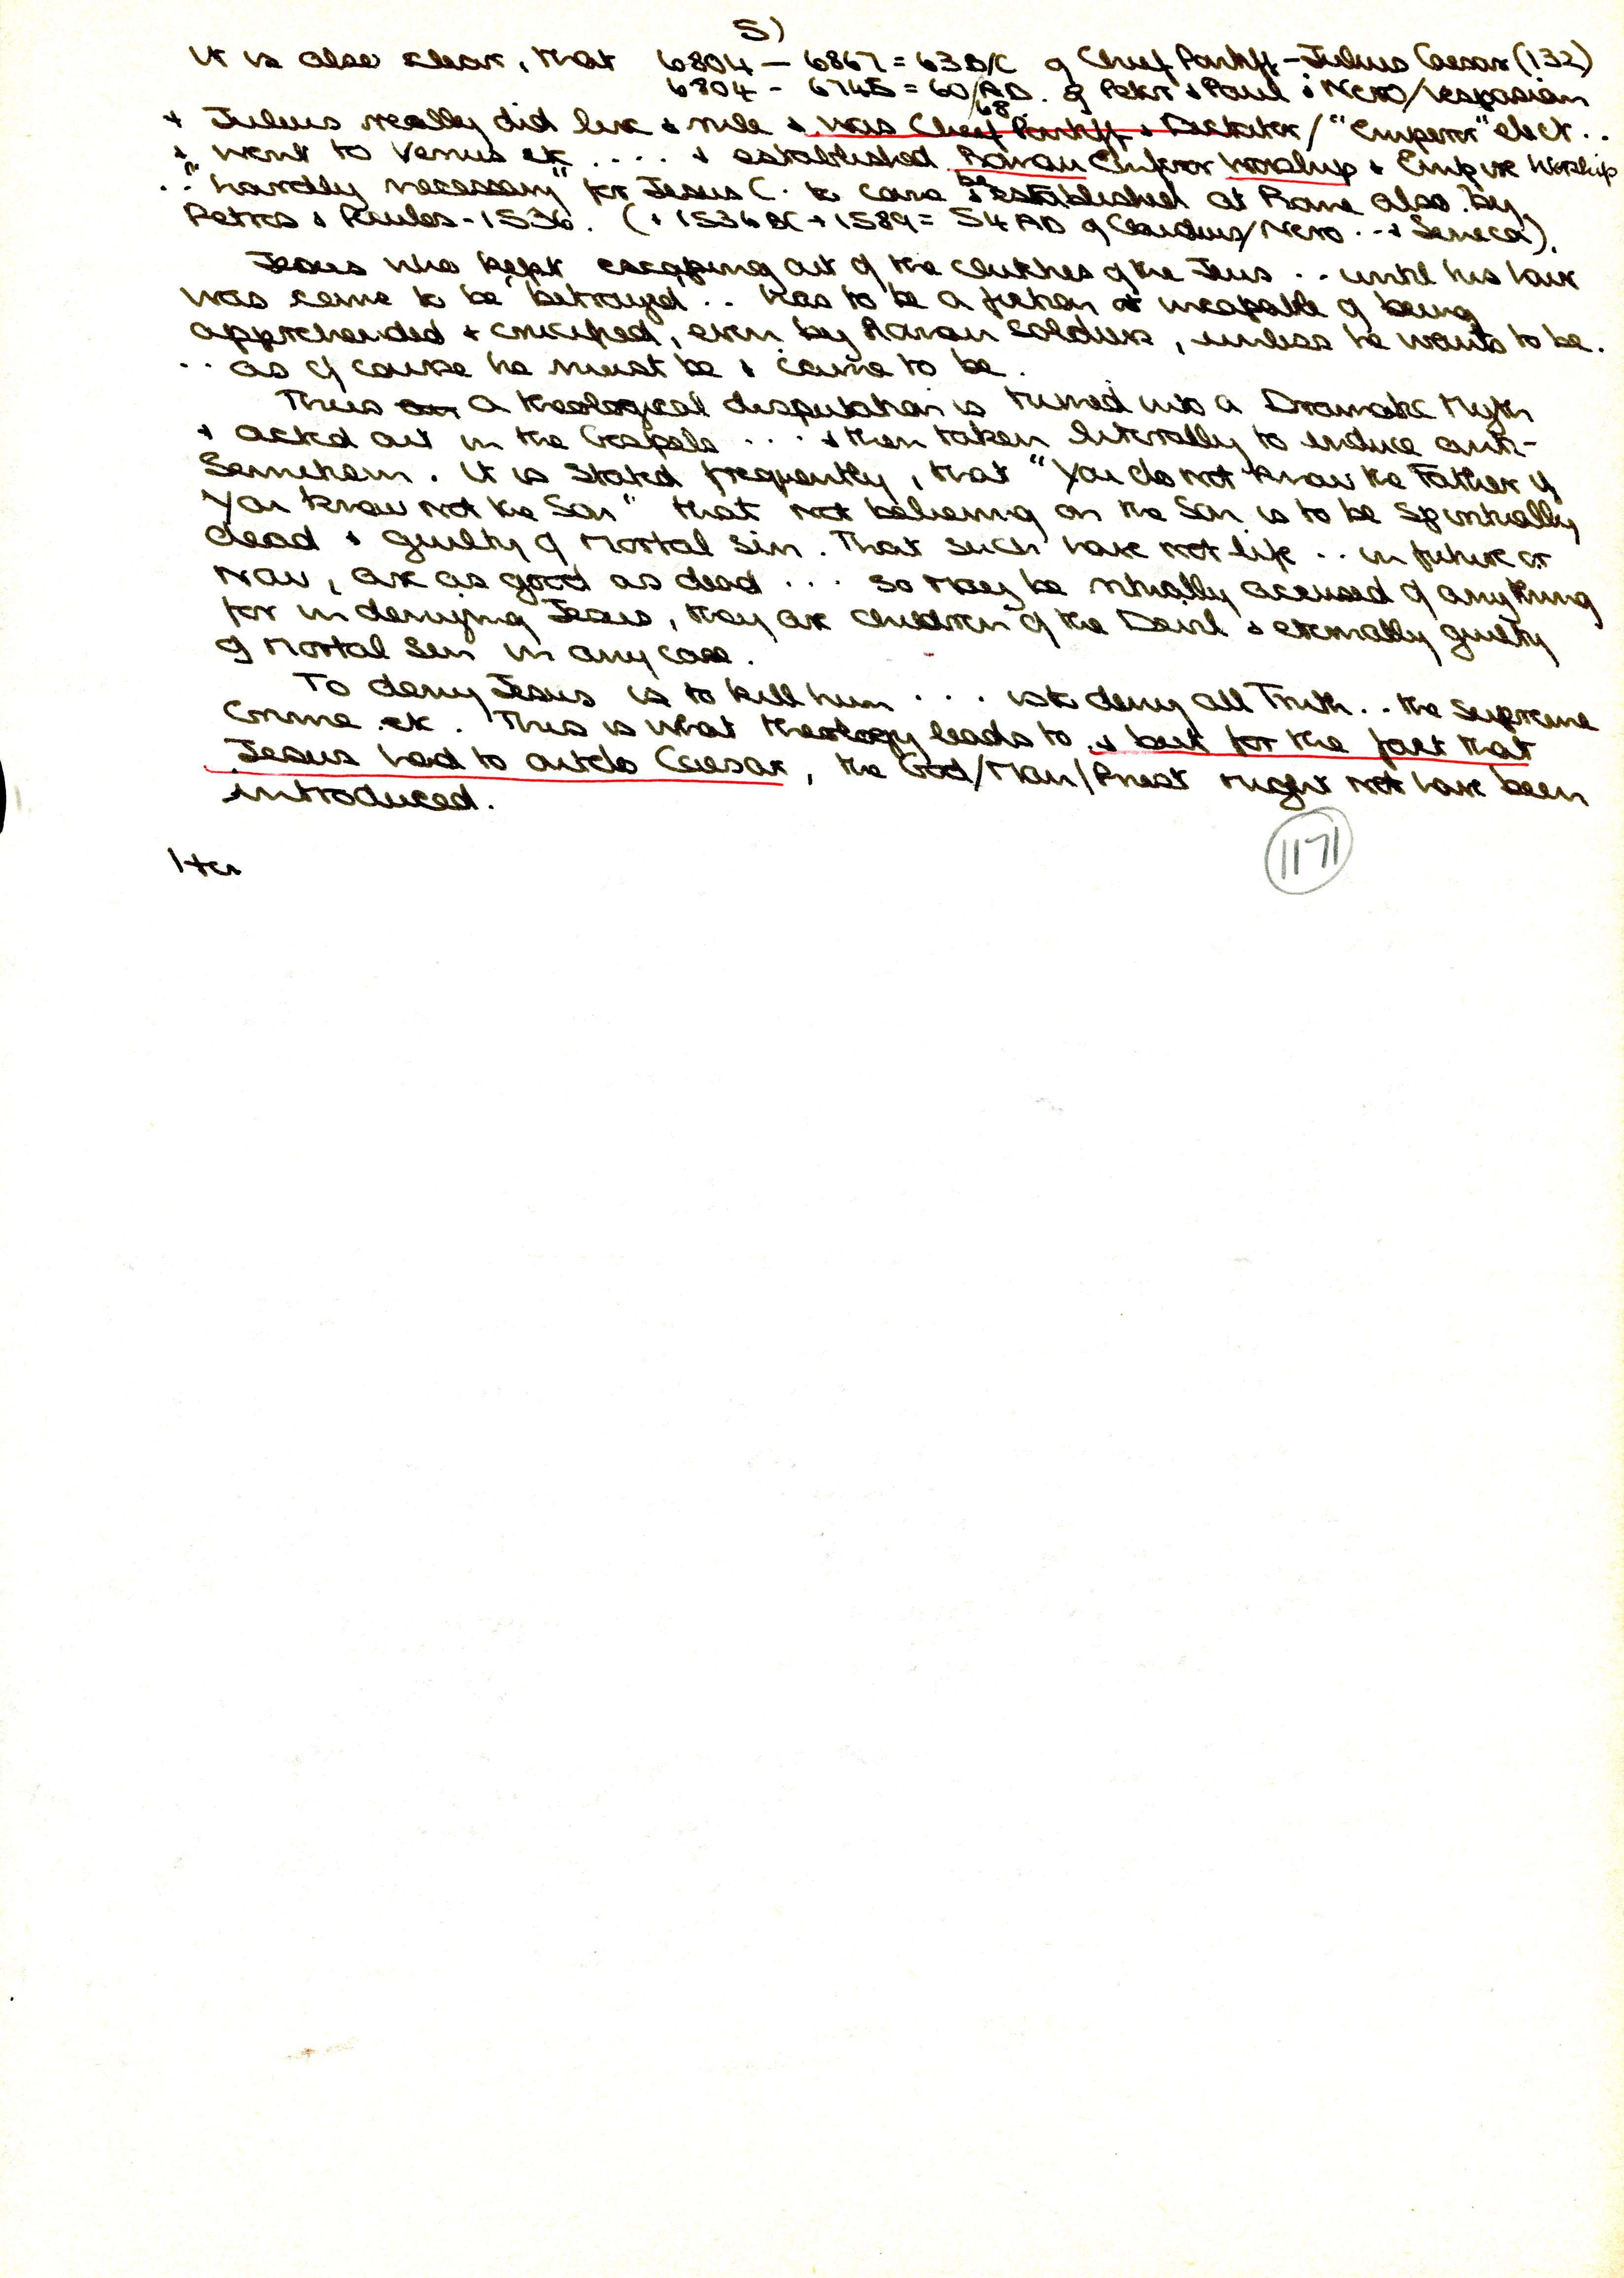 5)
It is also clear, that 6804 – 6867 = 63 B/C of Chief Pontiff – Julius Caesar (132)
6804 - 6745 = 60/68 AD. of Peter & Paul & Nero/Vespasian
+ Julius really did live & rule & was Chief Pontiff & Dictator / "Emperor" elect ..
& went to Venus etc .... & established Roman Emperor Worship & Empire Worship
∴ "hardly necessary" for Jesus C. to come & be established at Rome also. by
Petros & Paulos - 1536. (+ 1536 BC + 1589 = 54 AD of Claudius/Nero .. & Seneca).
Jesus who kept escaping out of the clutches of the Jews .. until his hour
was come to be "betrayed" .. has to be a fiction incapable of being
apprehended & crucified, even by Roman Soldiers, unless he wants to be.
.. as of course he must be & came to be.
Thus a theological disputation is turned into a Dramatic Myth
& acted out in the Gospels .... & then taken literally to induce anti-
Semitism. It is stated frequently, that "You do not know the Father if
You know not the Son" that not believing on the Son is to be spiritually
dead & guilty of Mortal sin. That such have not life .. in future or
now, are as good as dead ... so may be ritually accused of anything
for in denying Jesus, they are children of the Devil & eternally guilty
of Mortal Sin in any case.
To deny Jesus is to kill him ... is to deny all Truth .. the supreme
Crime etc. This is what theology leads to & but for the fact that
Jesus had to outdo Caesar, the God/Man/Priest might not have been
introduced.
1171